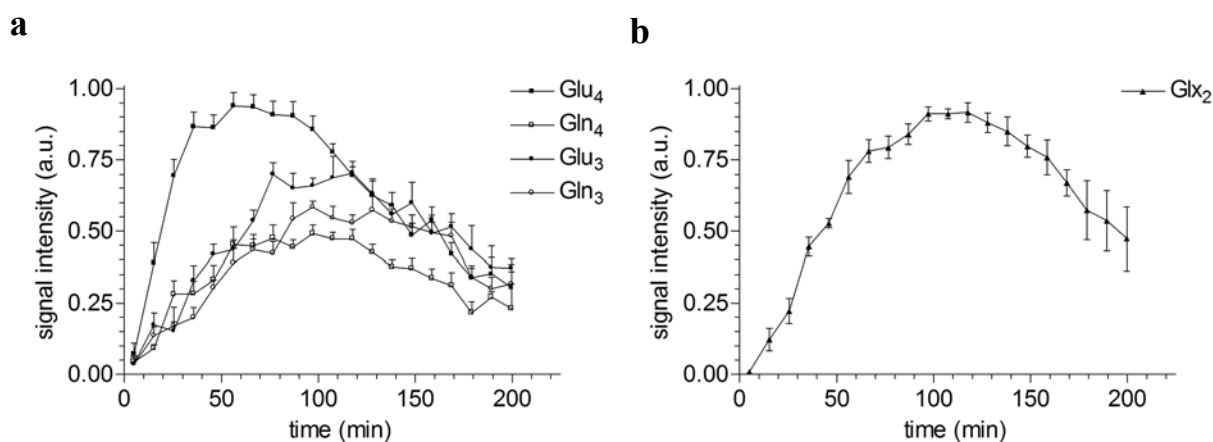 a
1.00
0.75
0.50
0.25
0.00
signal intensity (a.u.)
0 50 100 150 200
time (min)
Glu4
Gln4
Glu3
Gln3
b
1.00
0.75
0.50
0.25
0.00
signal intensity (a.u.)
0 50 100 150 200
time (min)
Glx2